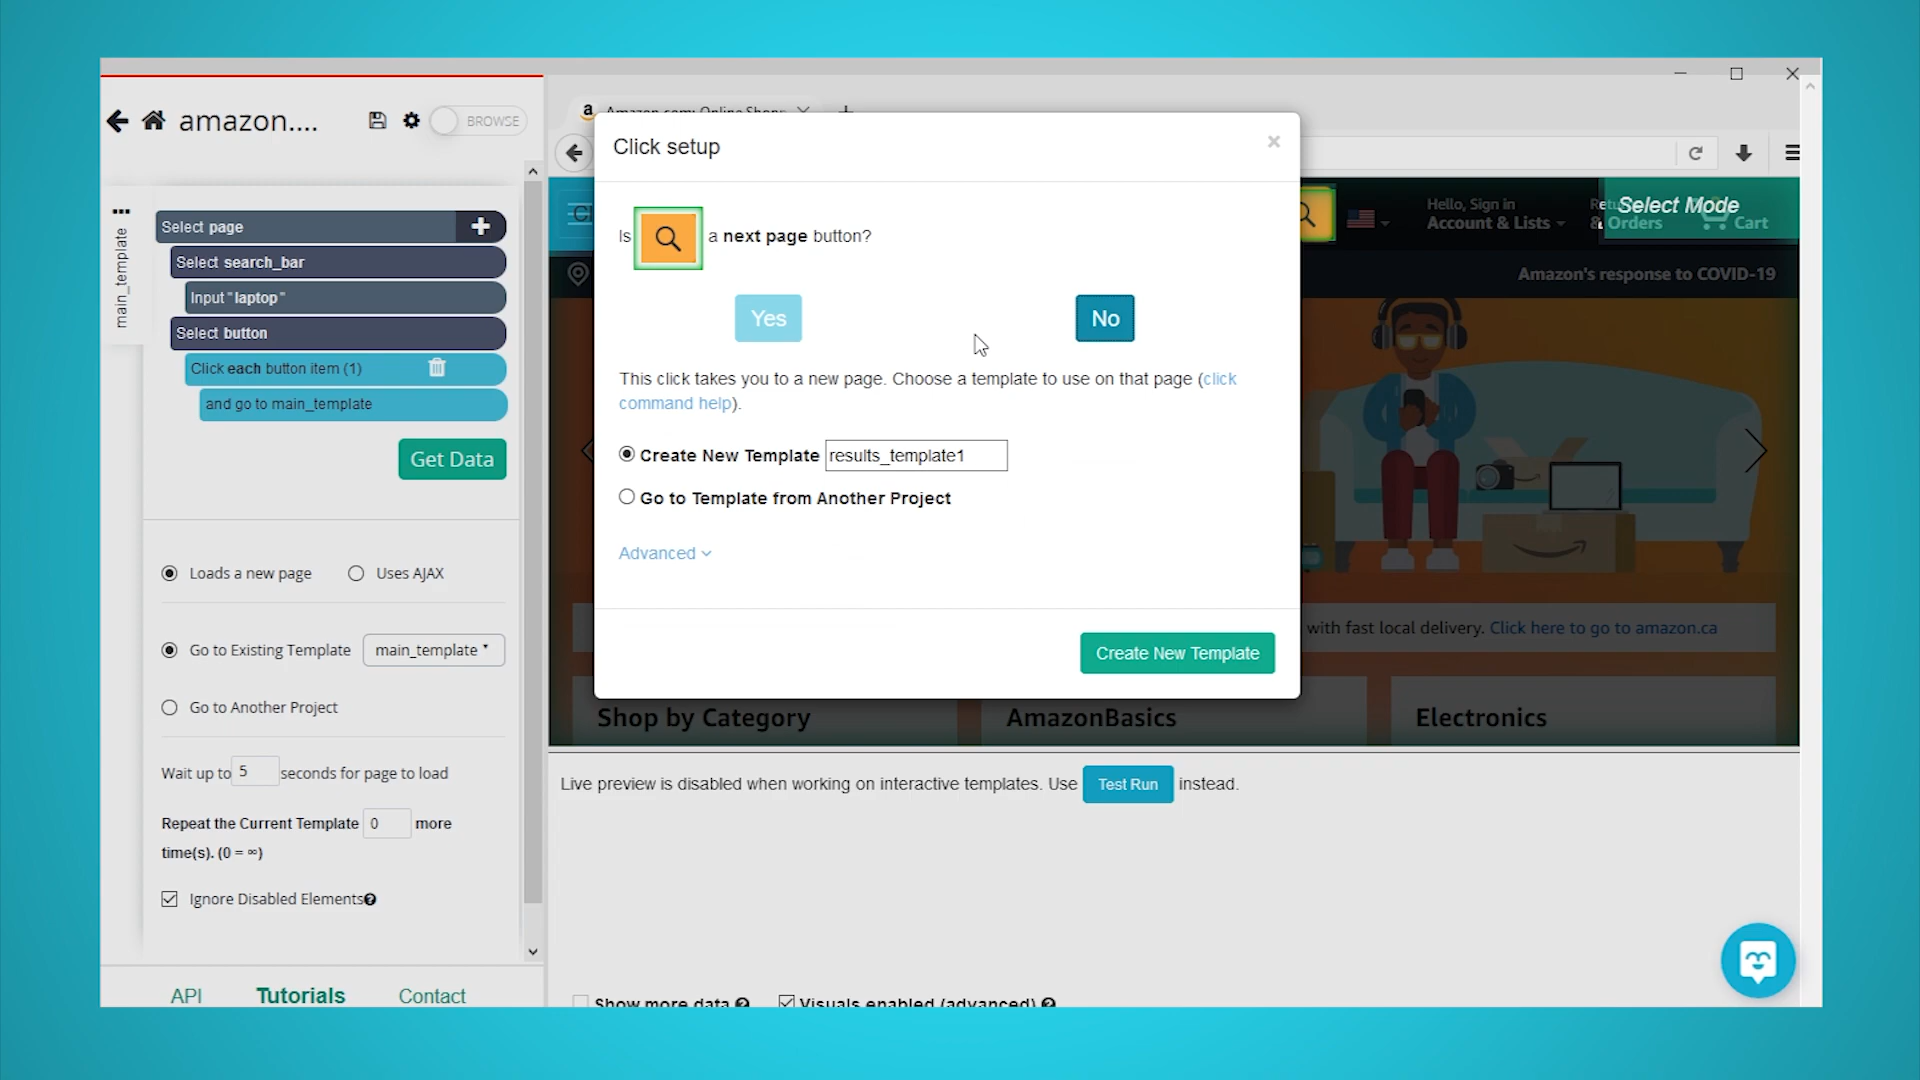 amazon....
BROWSE
main_template
Select page
Select search_bar
Input "laptop"
Select button
Click each button item (1)
and go to main_template
Get Data
Loads a new page
Uses AJAX
Go to Existing Template
main_template
Go to Another Project
Wait up to 5 seconds for page to load
Repeat the Current Template 0 more
time(s). (0 = ∞)
Ignore Disabled Elements
API
Tutorials
Contact
Amazon.com: Online Shopp
Click setup
Is a next page button?
Yes
No
This click takes you to a new page. Choose a template to use on that page (click
command help).
Create New Template results_template1
Go to Template from Another Project
Advanced
Create New Template
Hello, Sign in
Account & Lists
& Orders
Select Mode
Cart
Amazon's response to COVID-19
with fast local delivery. Click here to go to amazon.ca
Shop by Category
AmazonBasics
Electronics
Live preview is disabled when working on interactive templates. Use Test Run instead.
Show more data
Visuals enabled (advanced)